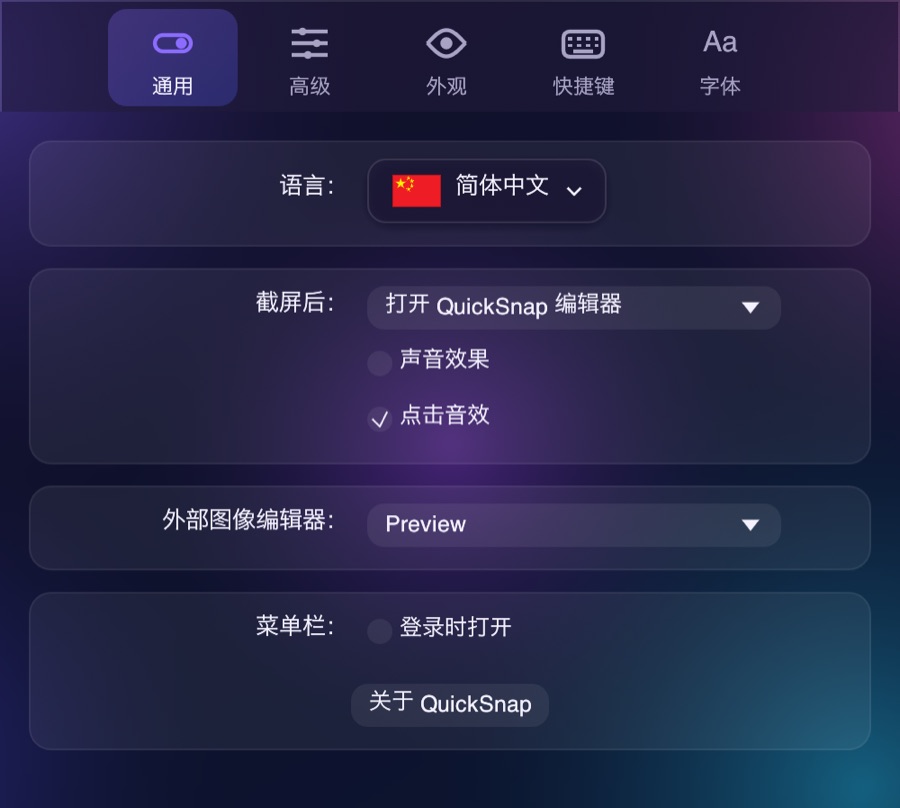 通用
高级
外观
快捷键
Aa
字体
语言:
简体中文
截屏后:
打开 QuickSnap 编辑器
声音效果
点击音效
外部图像编辑器:
Preview
菜单栏:
登录时打开
关于 QuickSnap